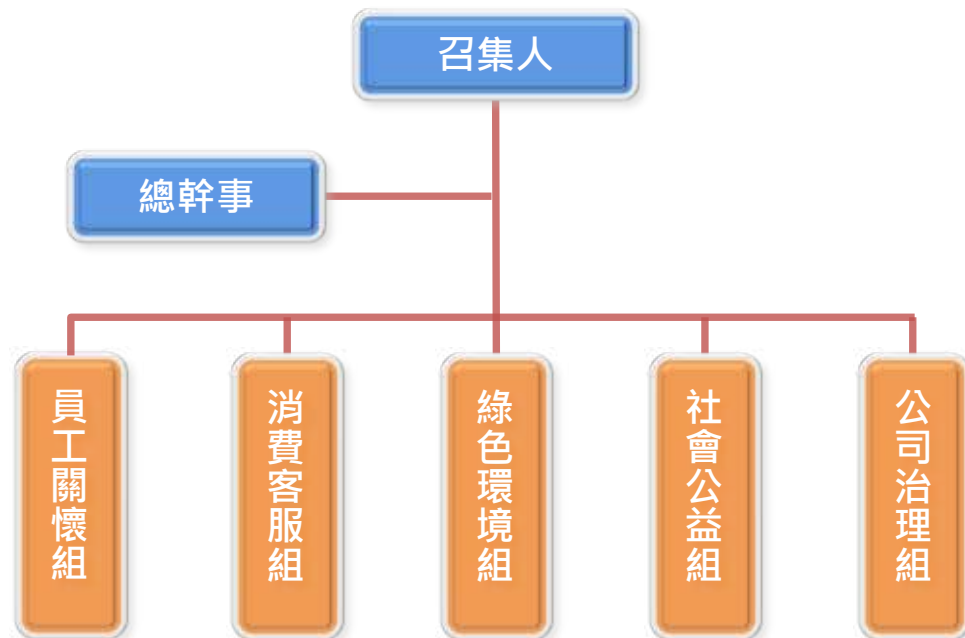 召集人
總幹事
員工關懷組
消費客服組
綠色環境組
社會公益組
公司治理組